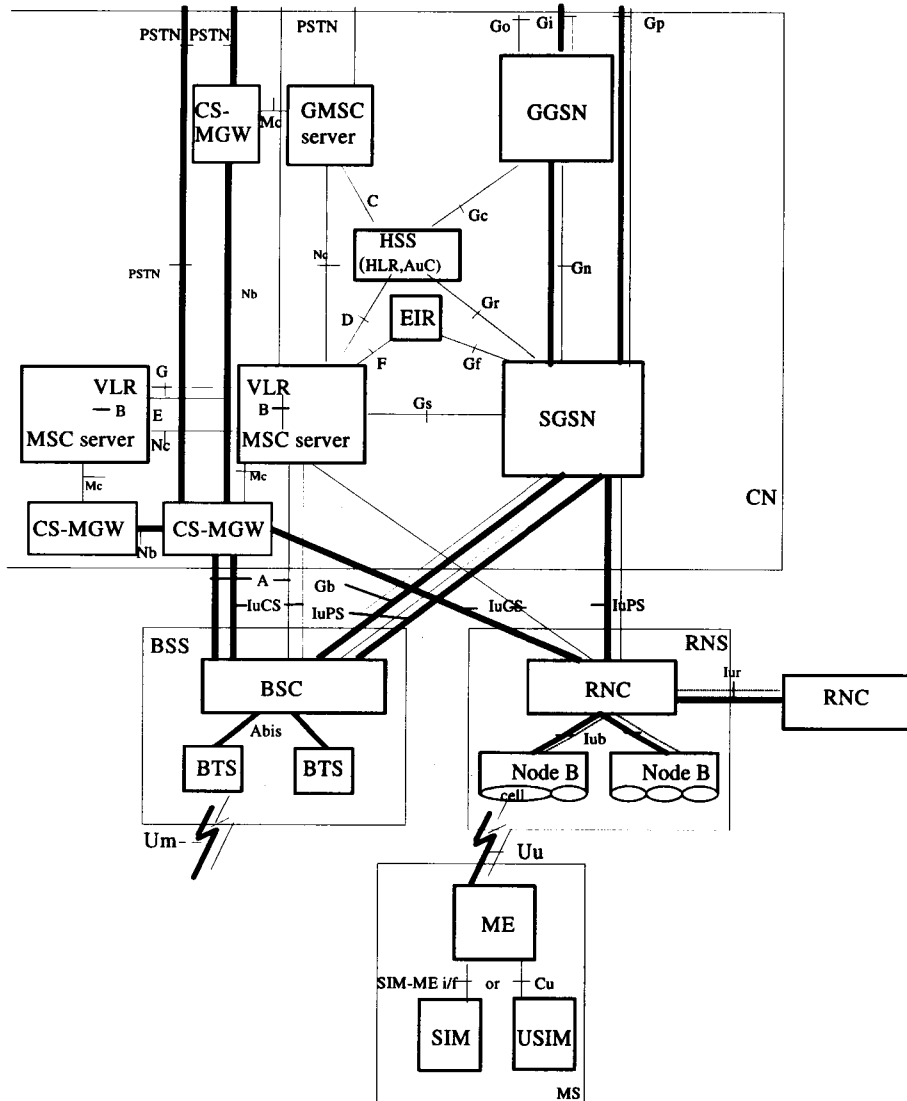 PSTN
PSTN
PSTN
Go
Gi
Gp
CS-
MGW
Mc
GMSC
server
GGSN
C
Gc
HSS
(HLR,AuC)
PSTN
Nc
Gn
Nb
D
EIR
Gr
F
Gf
G
VLR
B
E
MSC server
Nc
VLR
B
MSC server
Gs
SGSN
Mc
Mc
CN
CS-MGW
CS-MGW
Nb
A
Gb
IuCS
IuPS
IuCS
IuPS
BSS
RNS
BSC
RNC
Iur
RNC
Abis
Iub
BTS
BTS
Node B
Node B
cell
Um
Uu
ME
SIM-ME i/f
or
Cu
SIM
USIM
MS